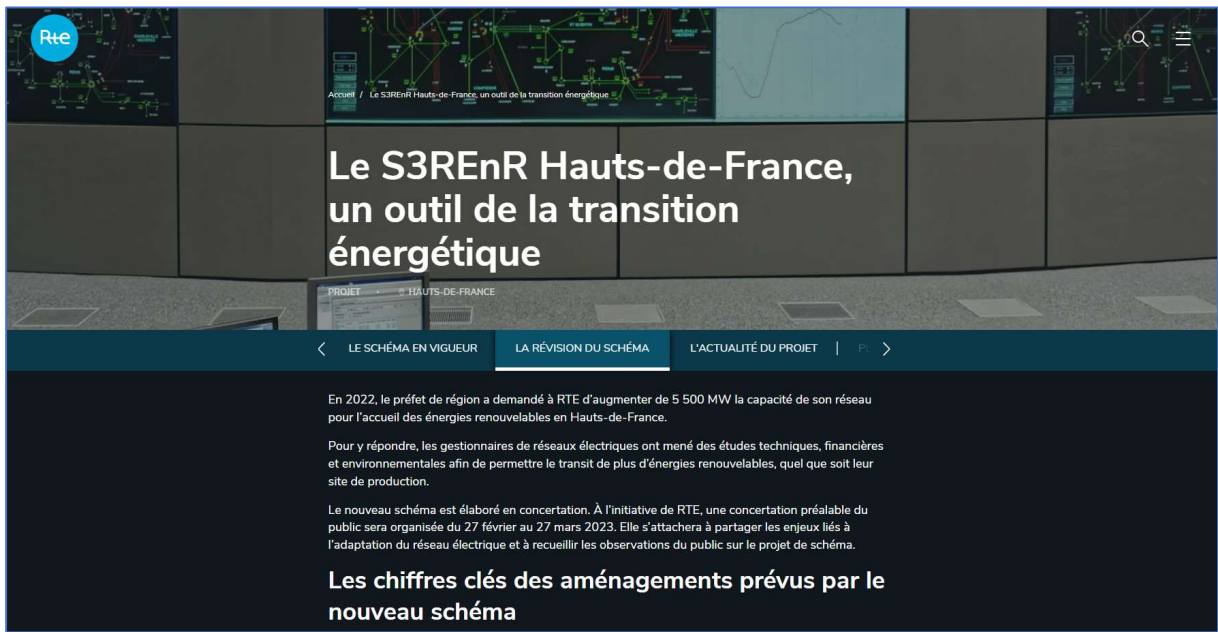 Rte
Accueil / Le S3REnR Hauts-de-France, un outil de la transition énergétique
Le S3REnR Hauts-de-France,
un outil de la transition
énergétique
PROJET · HAUTS-DE-FRANCE
LE SCHÉMA EN VIGUEUR LA RÉVISION DU SCHÉMA L'ACTUALITÉ DU PROJET
En 2022, le préfet de région a demandé à RTE d’augmenter de 5 500 MW la capacité de son réseau
pour l’accueil des énergies renouvelables en Hauts-de-France.
Pour y répondre, les gestionnaires de réseaux électriques ont mené des études techniques, financières
et environnementales afin de permettre le transit de plus d’énergies renouvelables, quel que soit leur
site de production.
Le nouveau schéma est élaboré en concertation. À l’initiative de RTE, une concertation préalable du
public sera organisée du 27 février au 27 mars 2023. Elle s’attachera à partager les enjeux liés à
l’adaptation du réseau électrique et à recueillir les observations du public sur le projet de schéma.
Les chiffres clés des aménagements prévus par le
nouveau schéma